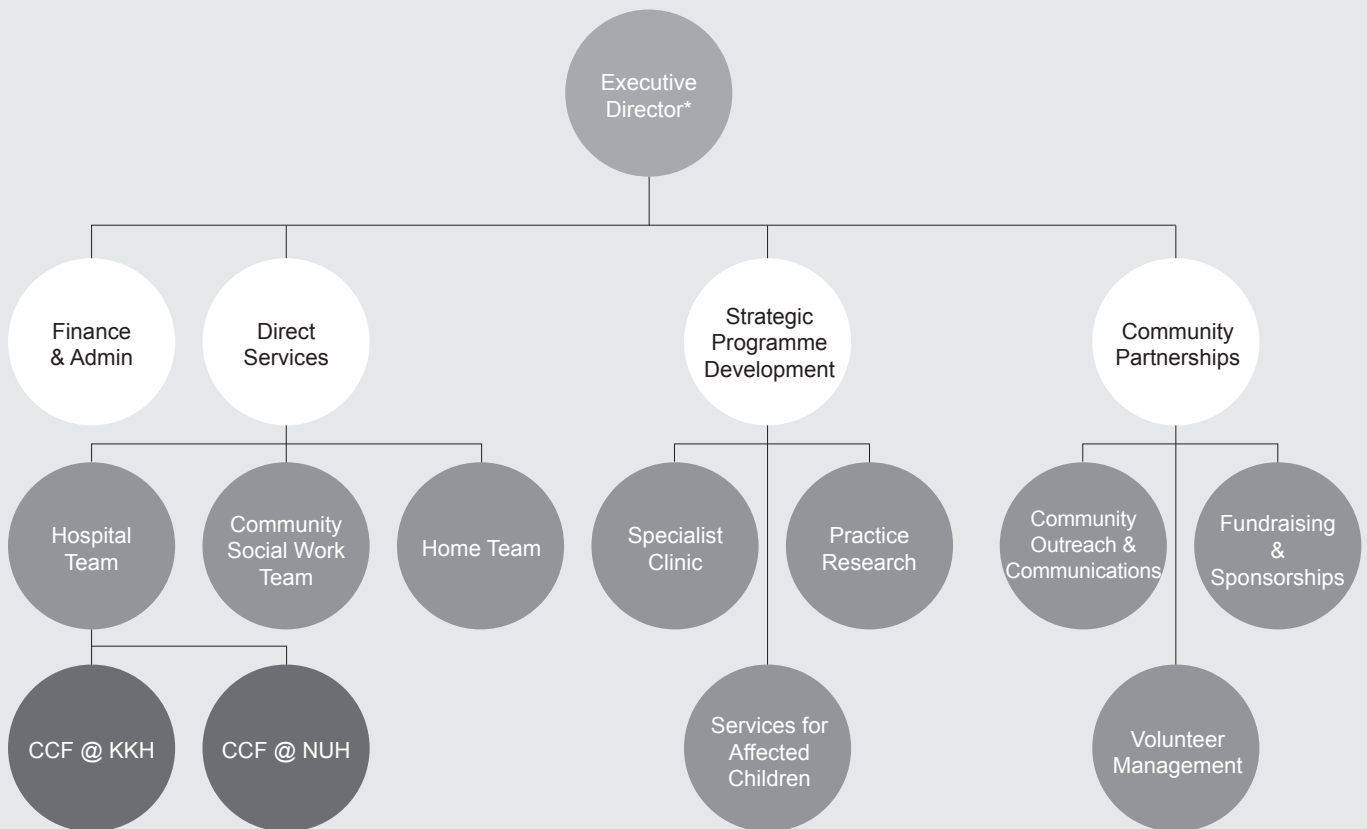 Executive
Director*
Finance
& Admin
Direct
Services
Strategic
Programme
Development
Community
Partnerships
Hospital
Team
Community
Social Work
Team
Home Team
Specialist
Clinic
Practice
Research
Community
Outreach &
Communications
Fundraising
&
Sponsorships
CCF @ KKH
CCF @ NUH
Services for
Affected
Children
Volunteer
Management